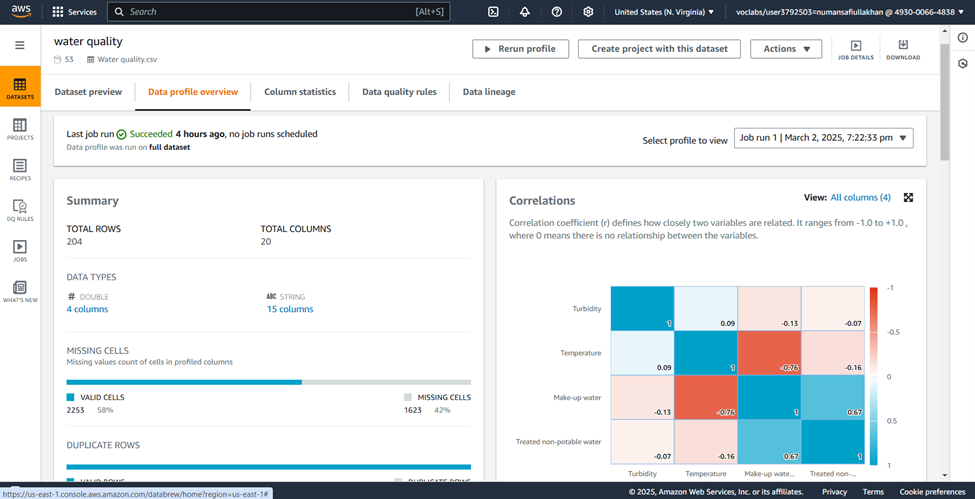 aws
Services
Search
[Alt+S]
United States (N. Virginia) ▼
voclabs/user3792503=numansafiullakhan @ 4930-0066-4838 ▼
DATASETS
PROJECTS
RECIPES
DQ RULES
JOBS
WHAT'S NEW
water quality
S3
Water quality.csv
Rerun profile
Create project with this dataset
Actions ▼
JOB DETAILS
DOWNLOAD
Dataset preview
Data profile overview
Column statistics
Data quality rules
Data lineage
Last job run Succeeded 4 hours ago, no job runs scheduled
Data profile was run on full dataset
Select profile to view
Job run 1 | March 2, 2025, 7:22:33 pm ▼
Summary
TOTAL ROWS
204
TOTAL COLUMNS
20
DATA TYPES
# DOUBLE
4 columns
ABC STRING
15 columns
MISSING CELLS
Missing values count of cells in profiled columns
VALID CELLS
2253 58%
MISSING CELLS
1623 42%
DUPLICATE ROWS
VALID ROWS
DUPLICATE ROWS
Correlations
View: All columns (4)
Correlation coefficient (r) defines how closely two variables are related. It ranges from -1.0 to +1.0 ,
where 0 means there is no relationship between the variables.
Turbidity
1
0.09
-0.13
-0.07
Temperature
0.09
1
-0.76
-0.16
Make-up water
-0.13
-0.76
1
0.67
Treated non-potable water
-0.07
-0.16
0.67
1
Turbidity
Temperature
Make-up wate...
Treated non-...
-1
-0.5
0
0.5
1
https://us-east-1.console.aws.amazon.com/databrew/home?region=us-east-1#
© 2025, Amazon Web Services, Inc. or its affiliates.
Privacy
Terms
Cookie preferences